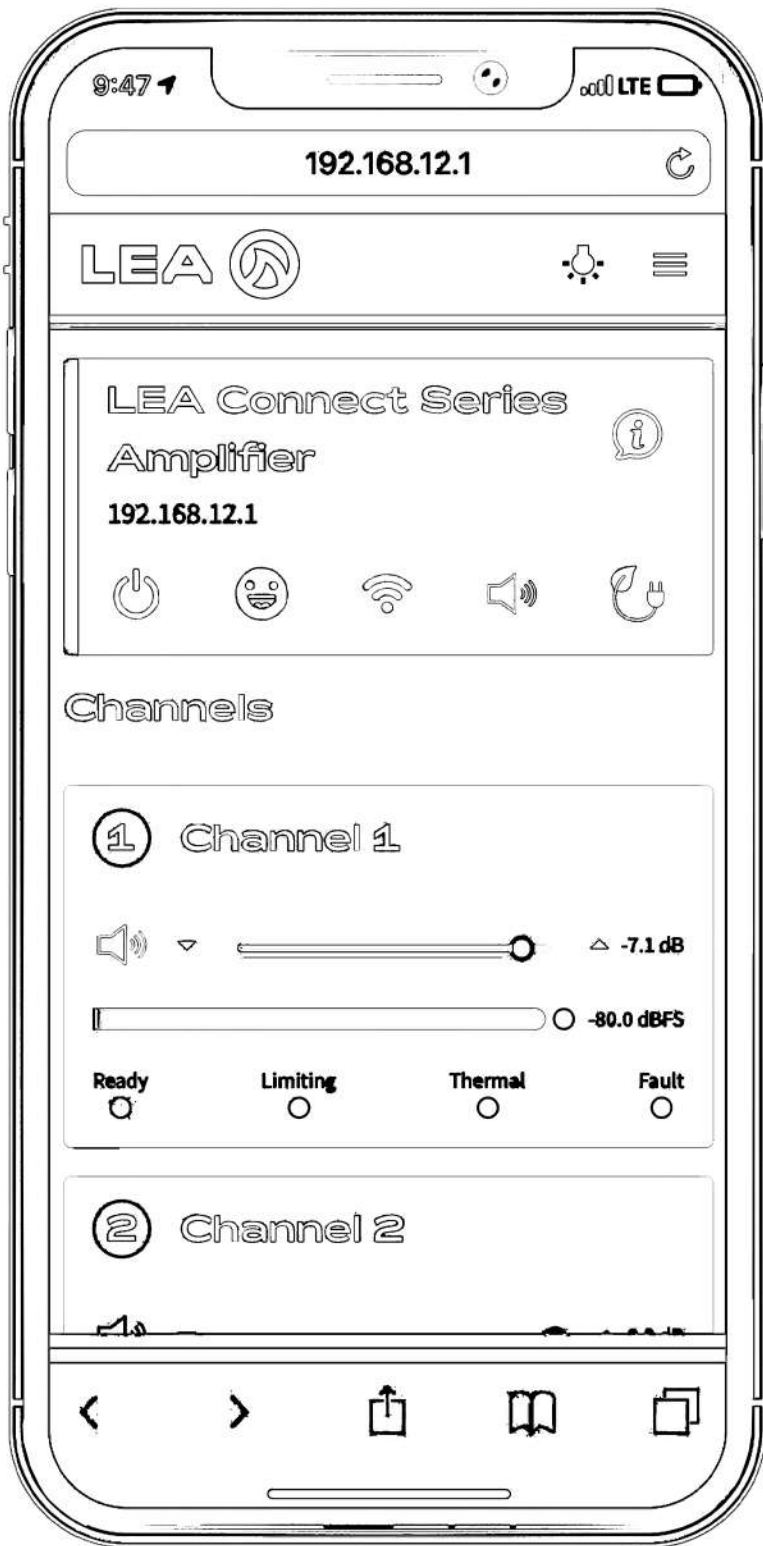 9:47
LTE
192.168.12.1
LEA
LEA Connect Series
Amplifier
192.168.12.1
Channels
1 Channel 1
-7.1 dB
-80.0 dBFS
Ready Limiting Thermal Fault
2 Channel 2